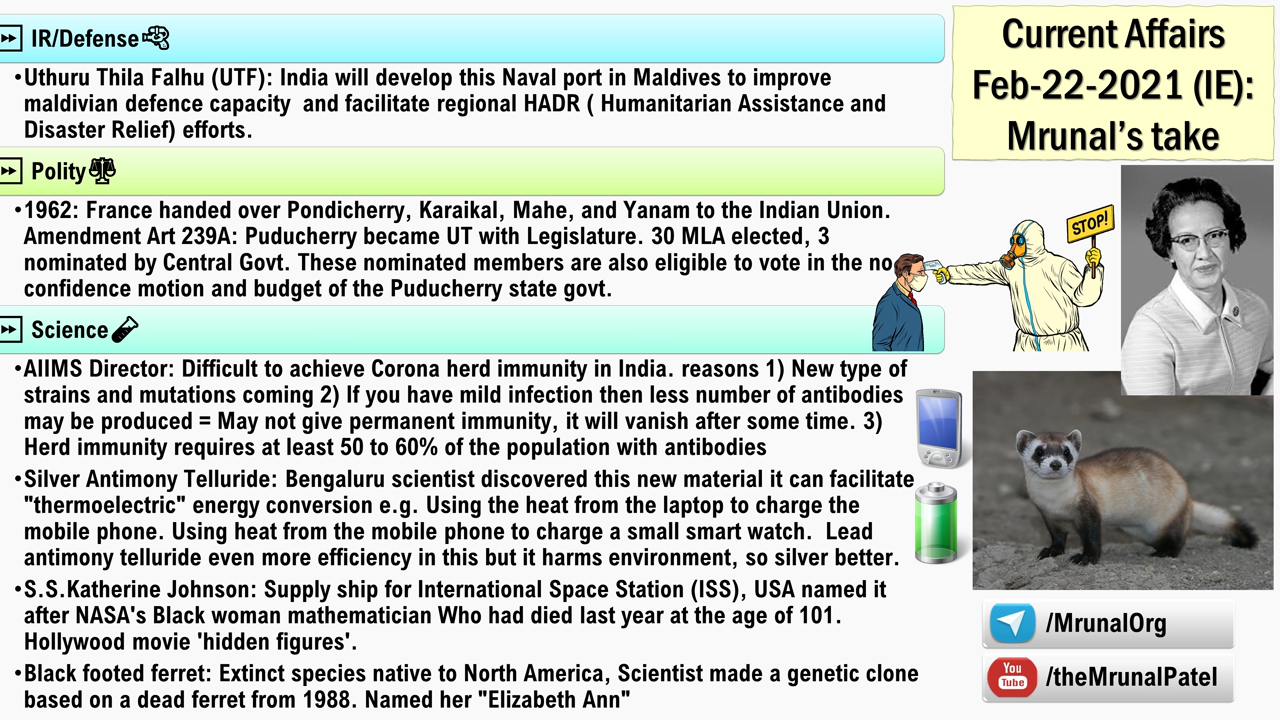 IR/Defense
•Uthuru Thila Falhu (UTF): India will develop this Naval port in Maldives to improve
maldivian defence capacity  and facilitate regional HADR ( Humanitarian Assistance and
Disaster Relief) efforts.
Polity
•1962: France handed over Pondicherry, Karaikal, Mahe, and Yanam to the Indian Union.
Amendment Art 239A: Puducherry became UT with Legislature. 30 MLA elected, 3
nominated by Central Govt. These nominated members are also eligible to vote in the no
confidence motion and budget of the Puducherry state govt.
Science
•AIIMS Director: Difficult to achieve Corona herd immunity in India. reasons 1) New type of
strains and mutations coming 2) If you have mild infection then less number of antibodies
may be produced = May not give permanent immunity, it will vanish after some time. 3)
Herd immunity requires at least 50 to 60% of the population with antibodies
•Silver Antimony Telluride: Bengaluru scientist discovered this new material it can facilitate
"thermoelectric" energy conversion e.g. Using the heat from the laptop to charge the
mobile phone. Using heat from the mobile phone to charge a small smart watch.  Lead
antimony telluride even more efficiency in this but it harms environment, so silver better.
•S.S.Katherine Johnson: Supply ship for International Space Station (ISS), USA named it
after NASA's Black woman mathematician Who had died last year at the age of 101.
Hollywood movie 'hidden figures'.
•Black footed ferret: Extinct species native to North America, Scientist made a genetic clone
based on a dead ferret from 1988. Named her "Elizabeth Ann"
Current Affairs
Feb-22-2021 (IE):
Mrunal's take
STOP!
/MrunalOrg
You
Tube
/theMrunalPatel